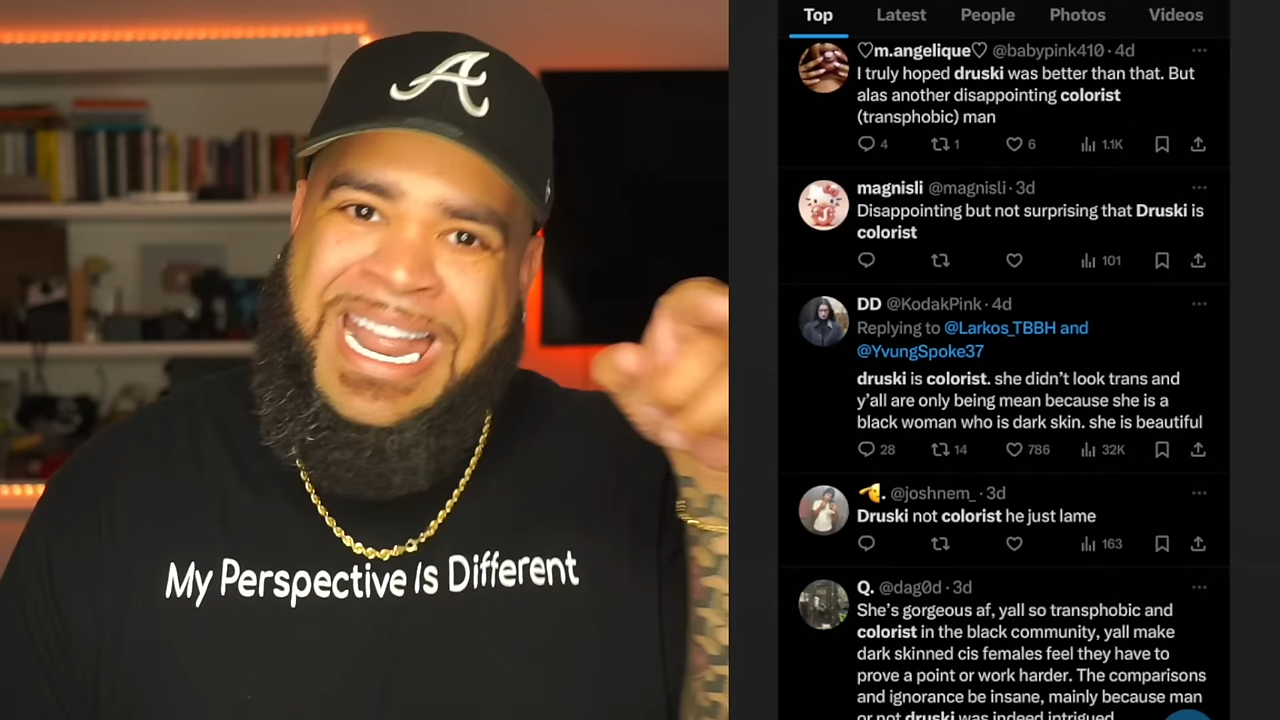 A
My Perspective Is Different
Top Latest People Photos Videos
♡m.angelique♡ @babypink410 · 4d
I truly hoped druski was better than that. But
alas another disappointing colorist
(transphobic) man
4 1 6 1.1K
magnisli @magnisli · 3d
Disappointing but not surprising that Druski is
colorist
101
DD @KodakPink · 4d
Replying to @Larkos_TBBH and
@YvungSpoke37
druski is colorist. she didn’t look trans and
y’all are only being mean because she is a
black woman who is dark skin. she is beautiful
28 14 786 32K
🫡. @joshnem_ · 3d
Druski not colorist he just lame
163
Q. @dag0d · 3d
She’s gorgeous af, yall so transphobic and
colorist in the black community, yall make
dark skinned cis females feel they have to
prove a point or work harder. The comparisons
and ignorance be insane, mainly because man
or not druski was indeed intrigued